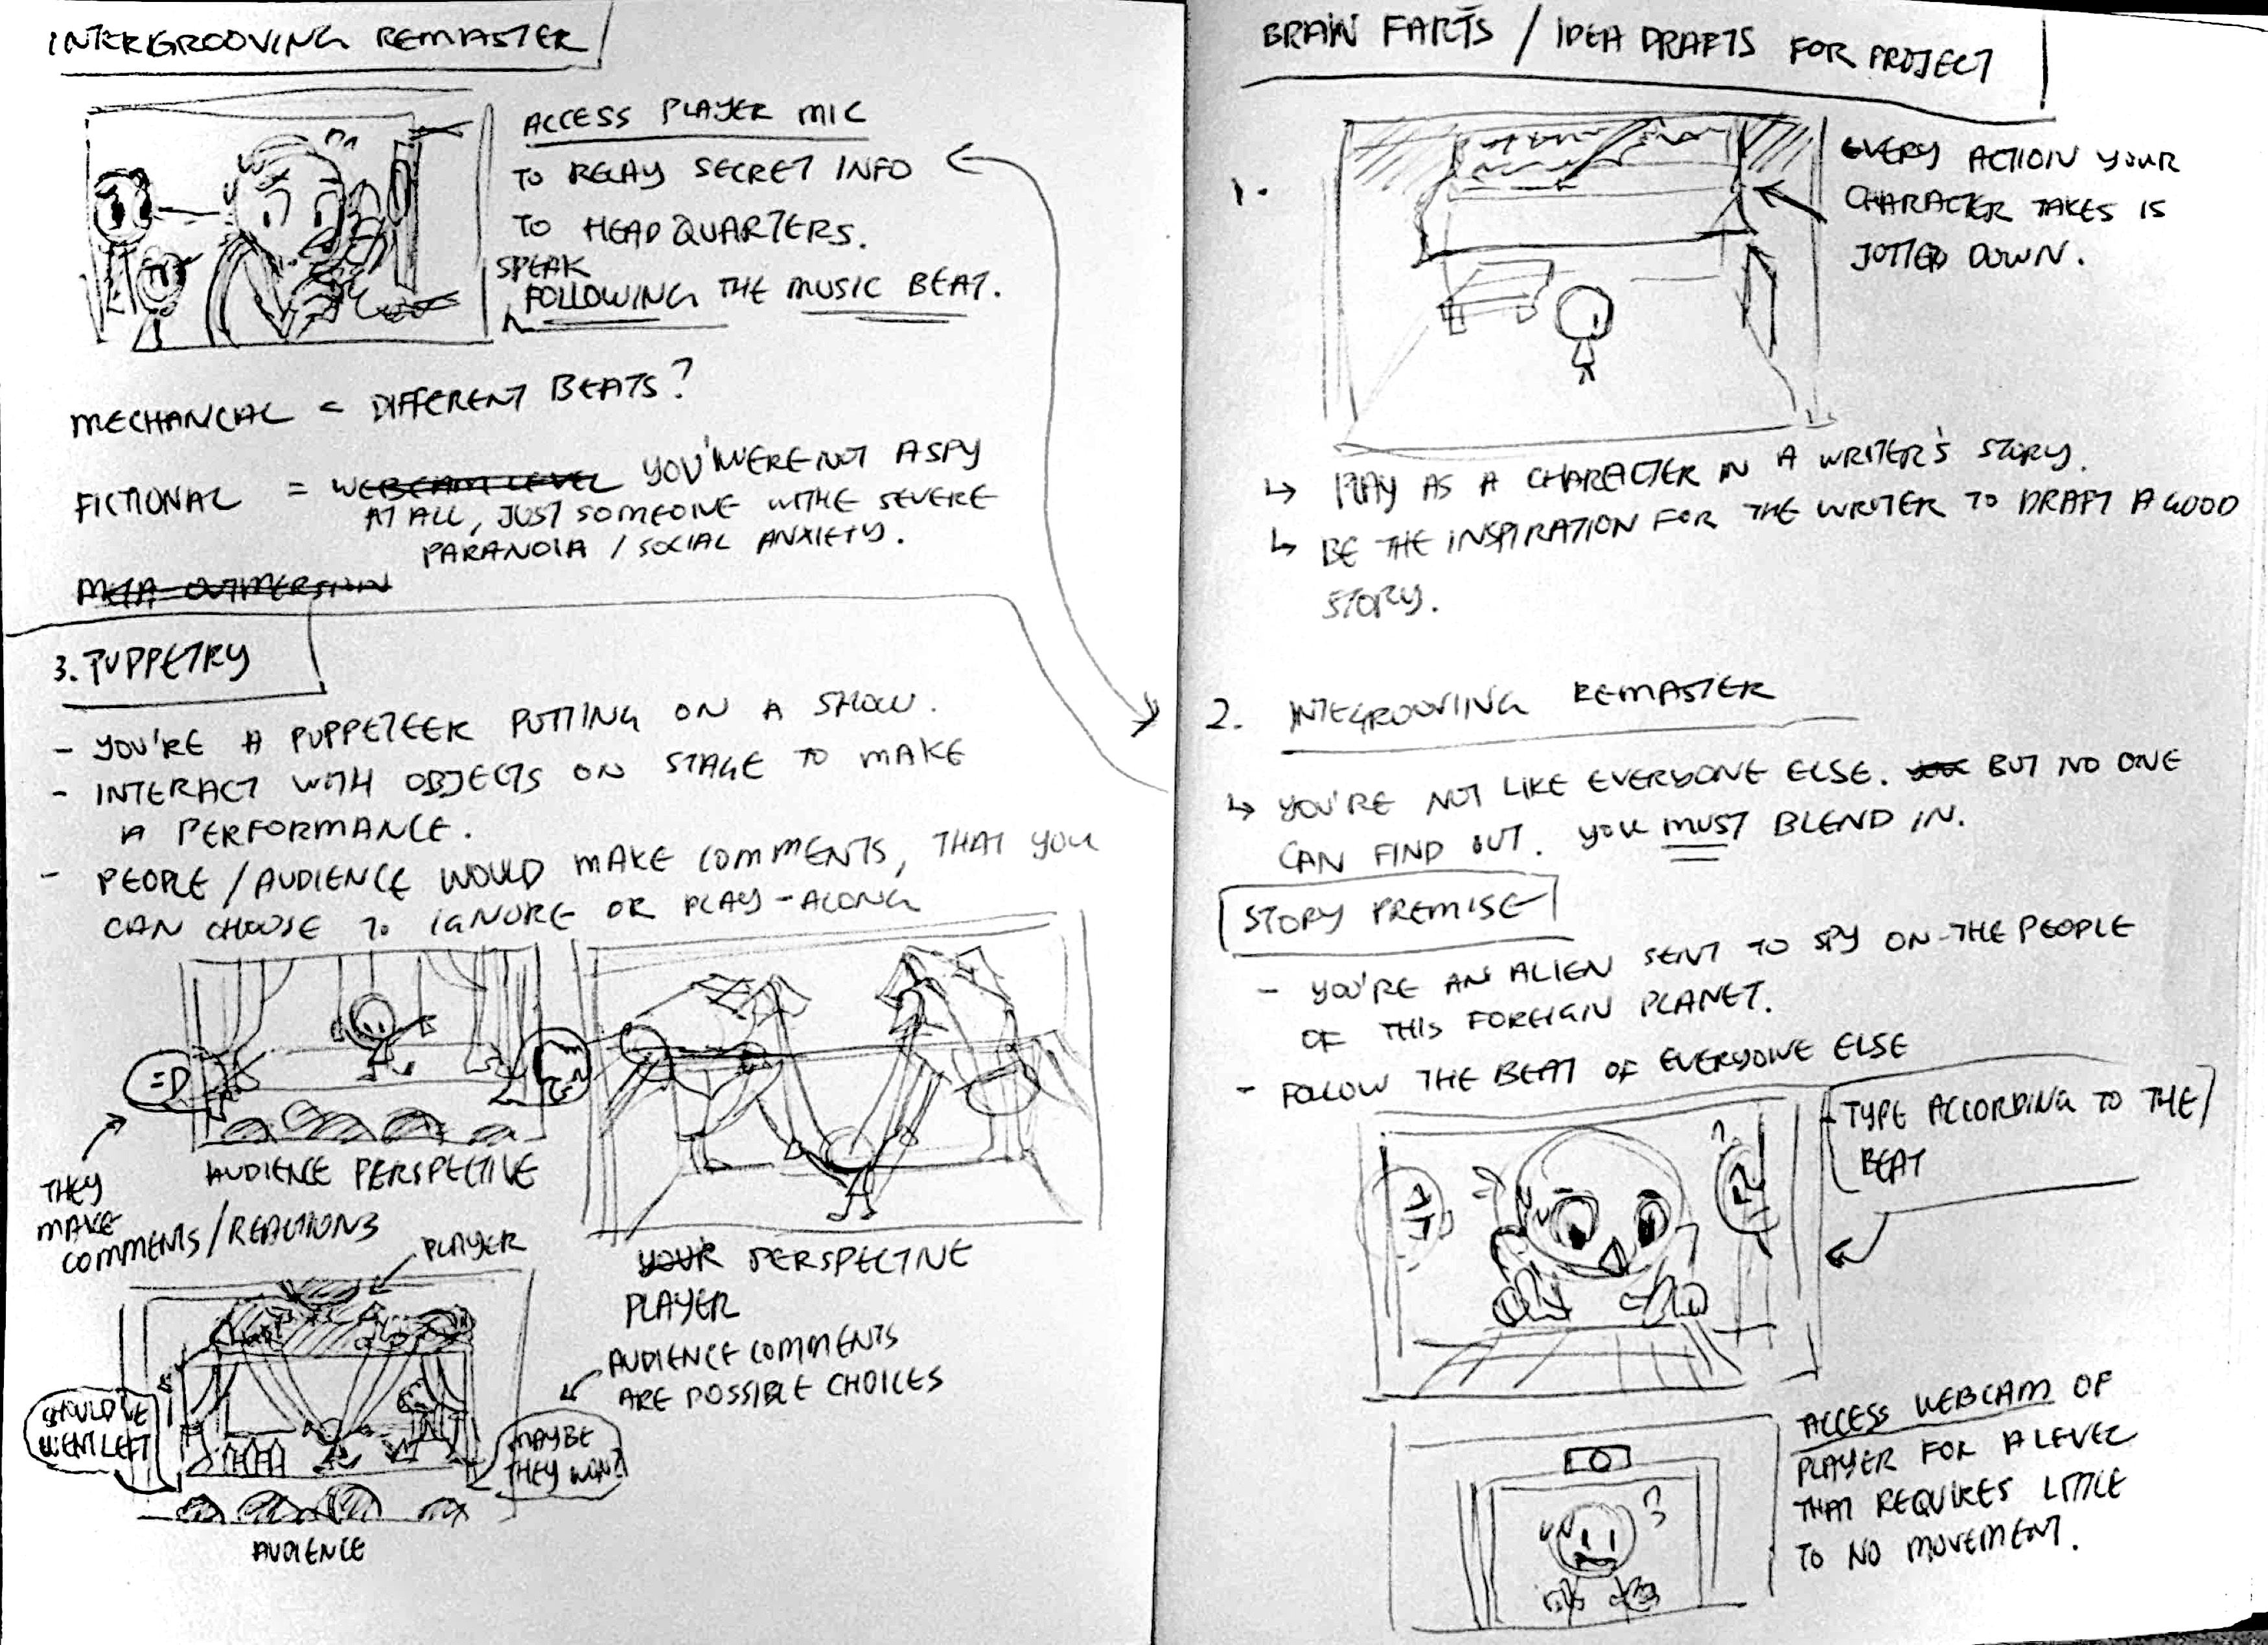 INTERGROOVING REMASTER
ACCESS PLAYER MIC
TO RELAY SECRET INFO
TO HEADQUARTERS.
SPEAK
FOLLOWING THE MUSIC BEAT.
MECHANCIAL = DIFFERENT BEATS?
FICTIONAL = WEBCAM LEVEL YOU WERE NOT A SPY
AT ALL, JUST SOMEONE WITHE SEVERE
PARANOIA / SOCIAL ANXIETY.
META OUTMERSION
3. PUPPETRY
- YOU'RE A PUPPETEER PUTTING ON A SHOW.
- INTERACT WITH OBJECTS ON STAGE TO MAKE
A PERFORMANCE.
- PEOPLE / AUDIENCE WOULD MAKE COMMENTS, THAT YOU
CAN CHOOSE TO IGNORE OR PLAY-ALONG
=D
AUDIENCE PERSPECTIVE
THEY
MAKE
COMMENTS/REACTIONS
PLAYER
YOUR PERSPECTIVE
PLAYER
AUDIENCE COMMENTS
ARE POSSIBLE CHOICES
SHOULD'VE
WENT LEFT
MAYBE
THEY
AUDIENCE
BRAIN FARTS / IDEA DRAFTS FOR PROJECT
1.
EVERY ACTION YOUR
CHARACTER TAKES IS
JOTTED DOWN.
↳ PLAY AS A CHARACTER IN A WRITER'S STORY.
↳ BE THE INSPIRATION FOR THE WRITER TO DRAFT A GOOD
STORY.
2. INTEGROOVING REMASTER
↳ YOU'RE NOT LIKE EVERYONE ELSE. BUT NO ONE
CAN FIND OUT. YOU MUST BLEND IN.
STORY PREMISE
- YOU'RE AN ALIEN SENT TO SPY ON THE PEOPLE
OF THIS FOREIGN PLANET.
- FOLLOW THE BEAT OF EVERYONE ELSE
TYPE ACCORDING TO THE
BEAT
ACCESS WEBCAM OF
PLAYER FOR A LEVEL
THAT REQUIRES LITTLE
TO NO MOVEMENT.